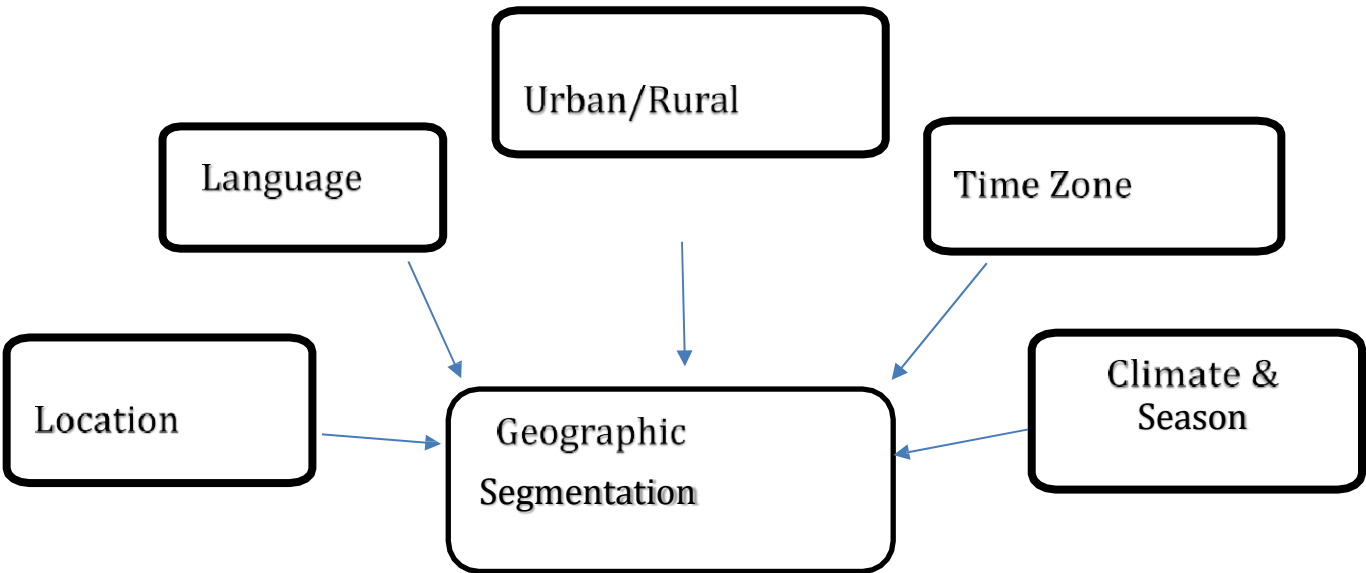 Urban/Rural
Language
Time Zone
Location
Climate &
Season
Geographic
Segmentation